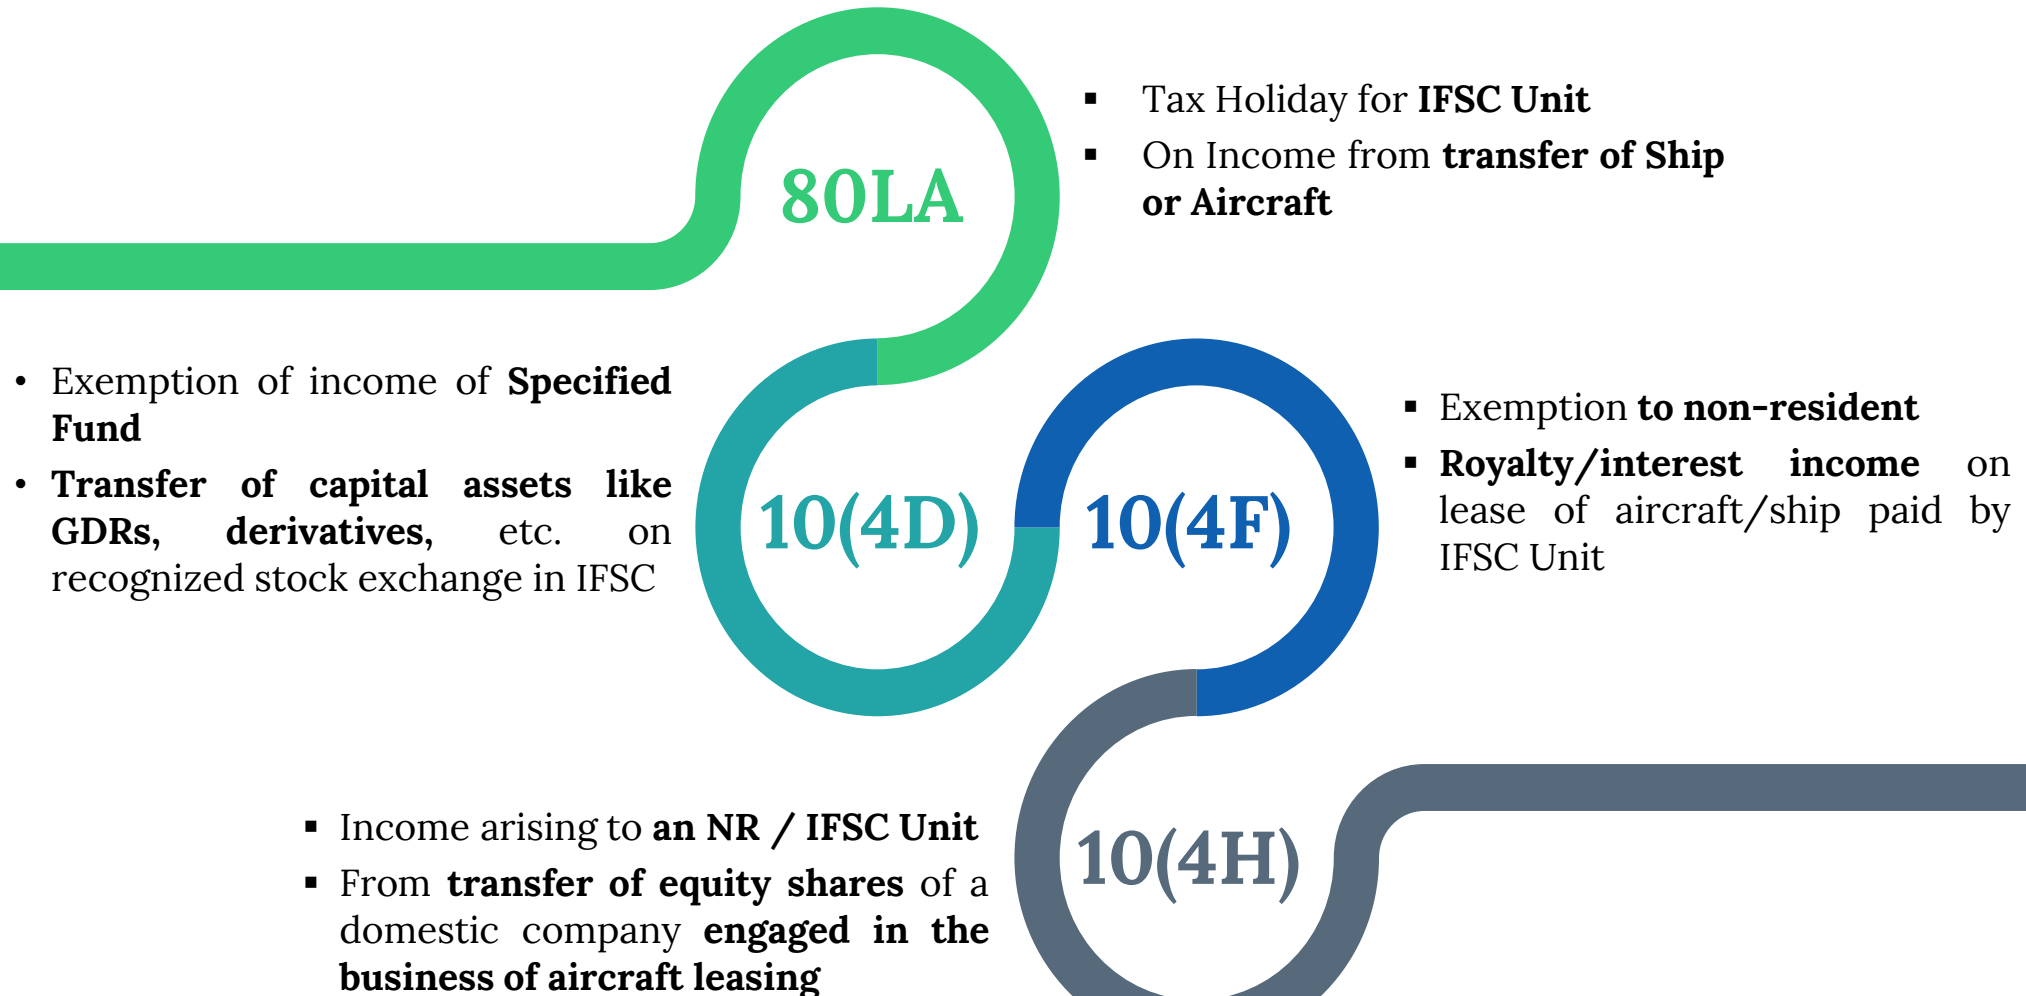 80LA
▪ Tax Holiday for IFSC Unit
▪ On Income from transfer of Ship
or Aircraft
• Exemption of income of Specified
Fund
• Transfer of capital assets like
GDRs, derivatives, etc. on
recognized stock exchange in IFSC
10(4D)
10(4F)
▪ Exemption to non-resident
▪ Royalty/interest income on
lease of aircraft/ship paid by
IFSC Unit
▪ Income arising to an NR / IFSC Unit
▪ From transfer of equity shares of a
domestic company engaged in the
business of aircraft leasing
10(4H)